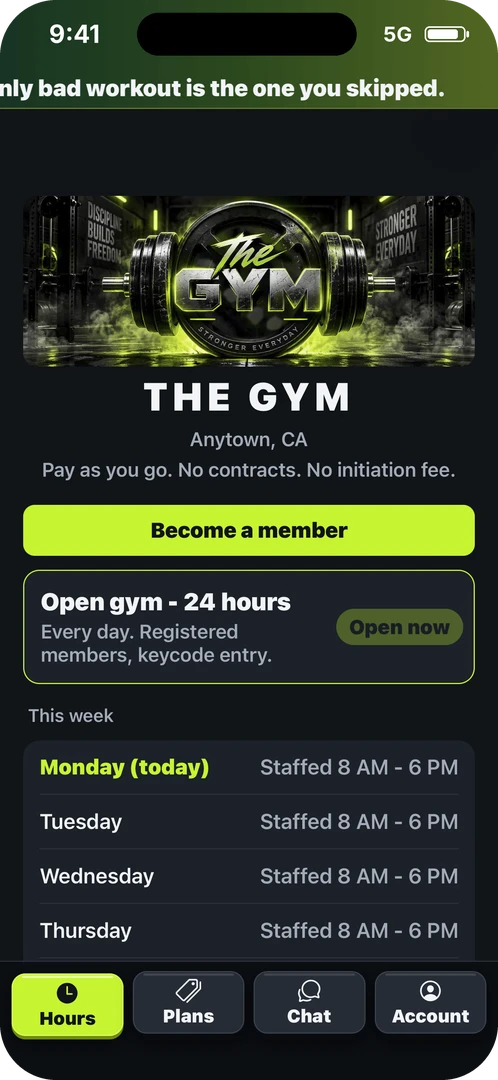 9:41
5G
nly bad workout is the one you skipped.
DISCIPLINE
BUILDS
FREEDOM
STRONGER
EVERYDAY
The
GYM
STRONGER EVERYDAY
THE GYM
Anytown, CA
Pay as you go. No contracts. No initiation fee.
Become a member
Open gym - 24 hours
Every day. Registered
members, keycode entry.
Open now
This week
Monday (today) Staffed 8 AM - 6 PM
Tuesday Staffed 8 AM - 6 PM
Wednesday Staffed 8 AM - 6 PM
Thursday Staffed 8 AM - 6 PM
Hours Plans Chat Account